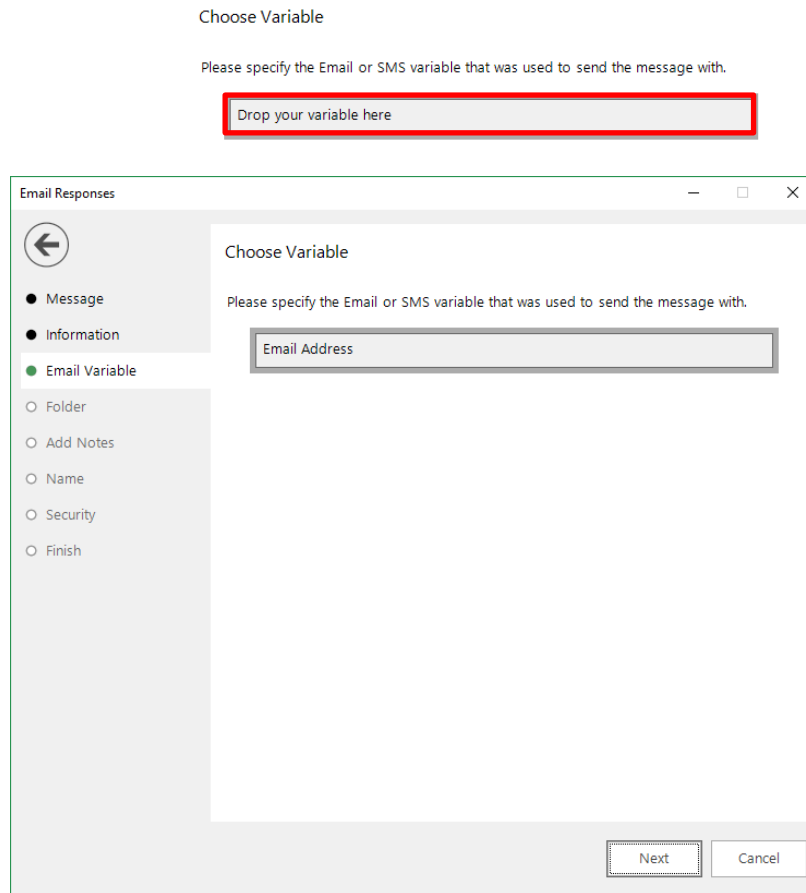 Choose Variable
Please specify the Email or SMS variable that was used to send the message with.
Drop your variable here
Email Responses
Message
Information
Email Variable
Folder
Add Notes
Name
Security
Finish
Choose Variable
Please specify the Email or SMS variable that was used to send the message with.
Email Address
Next
Cancel